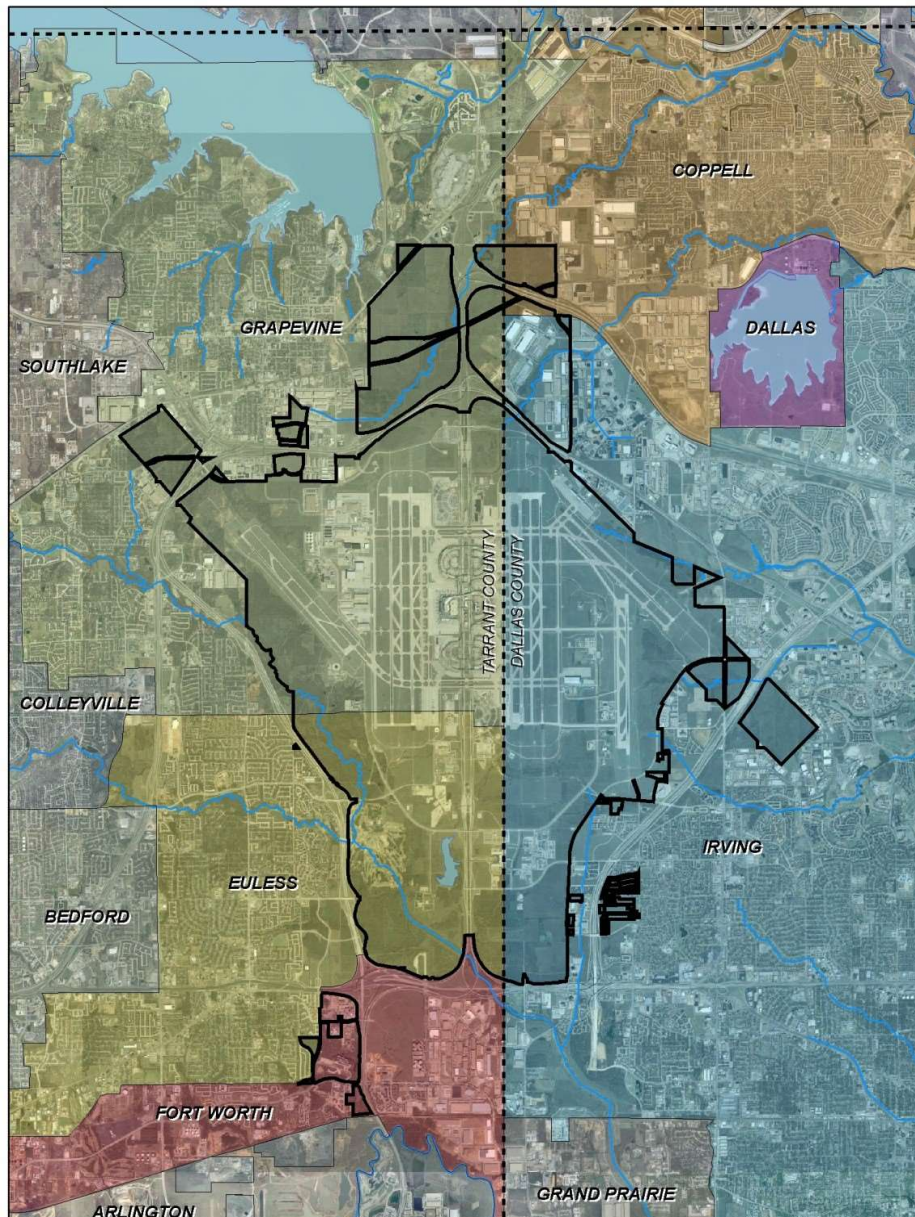 COPPELL
GRAPEVINE
DALLAS
SOUTHLAKE
TARRANT COUNTY
DALLAS COUNTY
COLLEYVILLE
IRVING
EULESS
BEDFORD
FORT WORTH
GRAND PRAIRIE
ARLINGTON